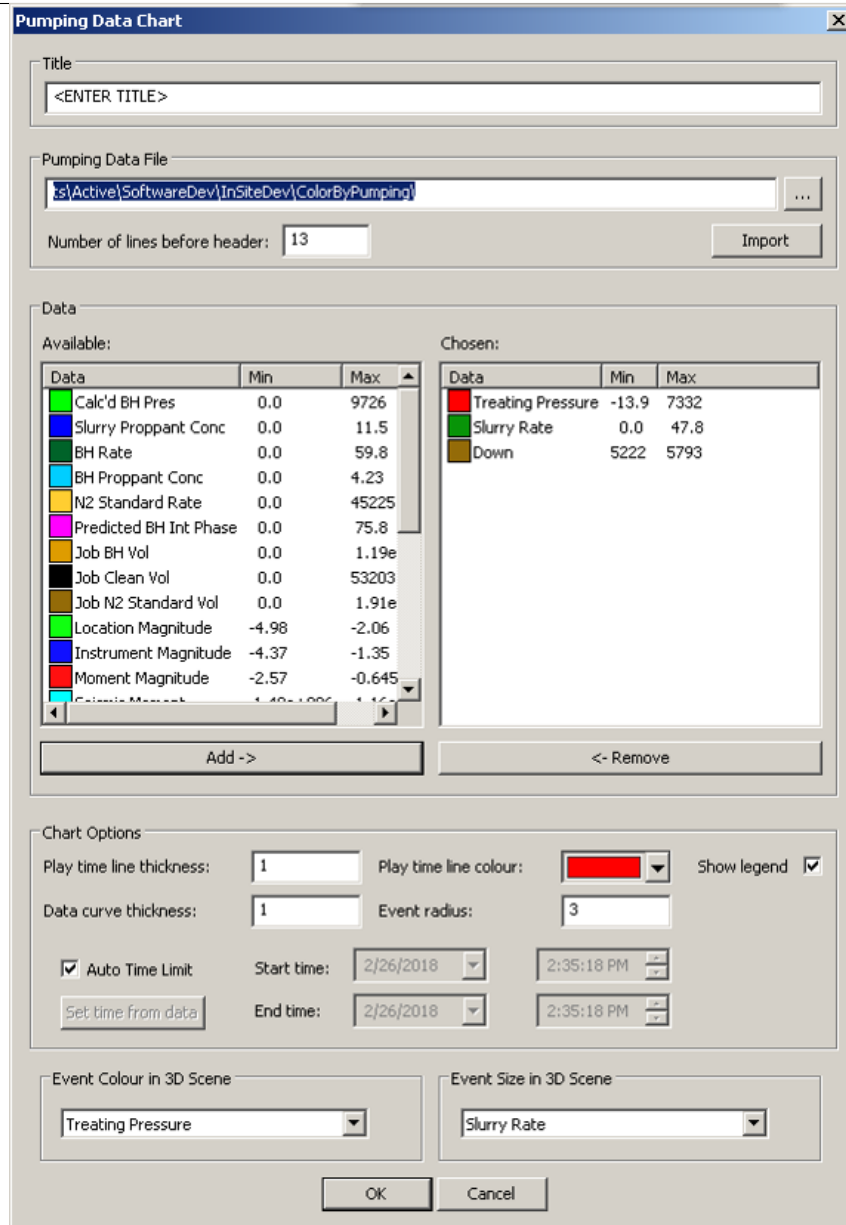 Pumping Data Chart
Title
<ENTER TITLE>
Pumping Data File
ts\Active\SoftwareDev\InSiteDev\ColorByPumping\
...
Number of lines before header: 13 Import
Data
Available: Chosen:
Data Min Max Data Min Max
Calc'd BH Pres 0.0 9726 Treating Pressure -13.9 7332
Slurry Proppant Conc 0.0 11.5 Slurry Rate 0.0 47.8
BH Rate 0.0 59.8 Down 5222 5793
BH Proppant Conc 0.0 4.23
N2 Standard Rate 0.0 45225
Predicted BH Int Phase 0.0 75.8
Job BH Vol 0.0 1.19e
Job Clean Vol 0.0 53203
Job N2 Standard Vol 0.0 1.91e
Location Magnitude -4.98 -2.06
Instrument Magnitude -4.37 -1.35
Moment Magnitude -2.57 -0.645
Add -> <- Remove
Chart Options
Play time line thickness: 1 Play time line colour: Show legend
Data curve thickness: 1 Event radius: 3
Auto Time Limit Start time: 2/26/2018 2:35:18 PM
Set time from data End time: 2/26/2018 2:35:18 PM
Event Colour in 3D Scene Event Size in 3D Scene
Treating Pressure Slurry Rate
OK Cancel